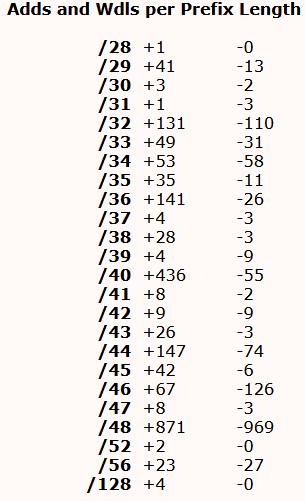 Adds and Wdls per Prefix Length
/28 +1 -0
/29 +41 -13
/30 +3 -2
/31 +1 -3
/32 +131 -110
/33 +49 -31
/34 +53 -58
/35 +35 -11
/36 +141 -26
/37 +4 -3
/38 +28 -3
/39 +4 -9
/40 +436 -55
/41 +8 -2
/42 +9 -9
/43 +26 -3
/44 +147 -74
/45 +42 -6
/46 +67 -126
/47 +8 -3
/48 +871 -969
/52 +2 -0
/56 +23 -27
/128 +4 -0